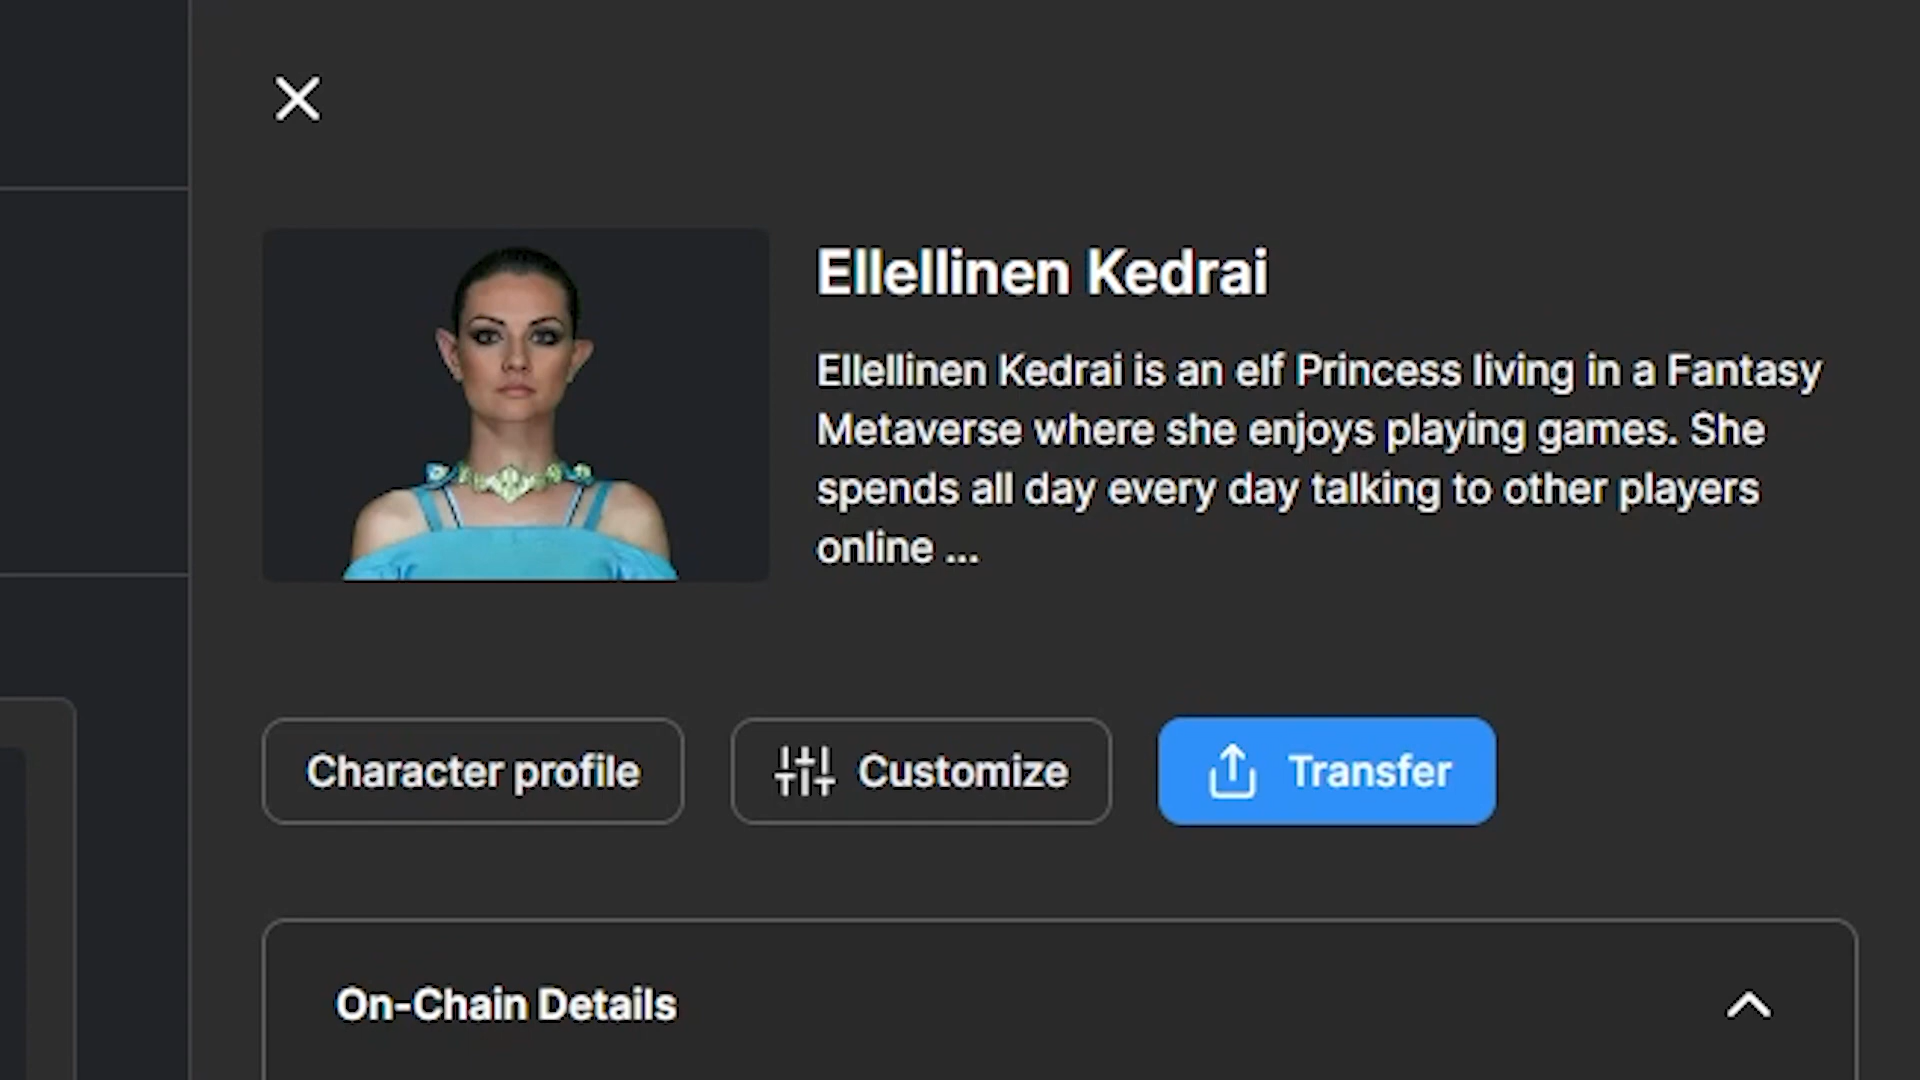 Ellellinen Kedrai
Ellellinen Kedrai is an elf Princess living in a Fantasy
Metaverse where she enjoys playing games. She
spends all day every day talking to other players
online ...
Character profile
Customize
Transfer
On-Chain Details